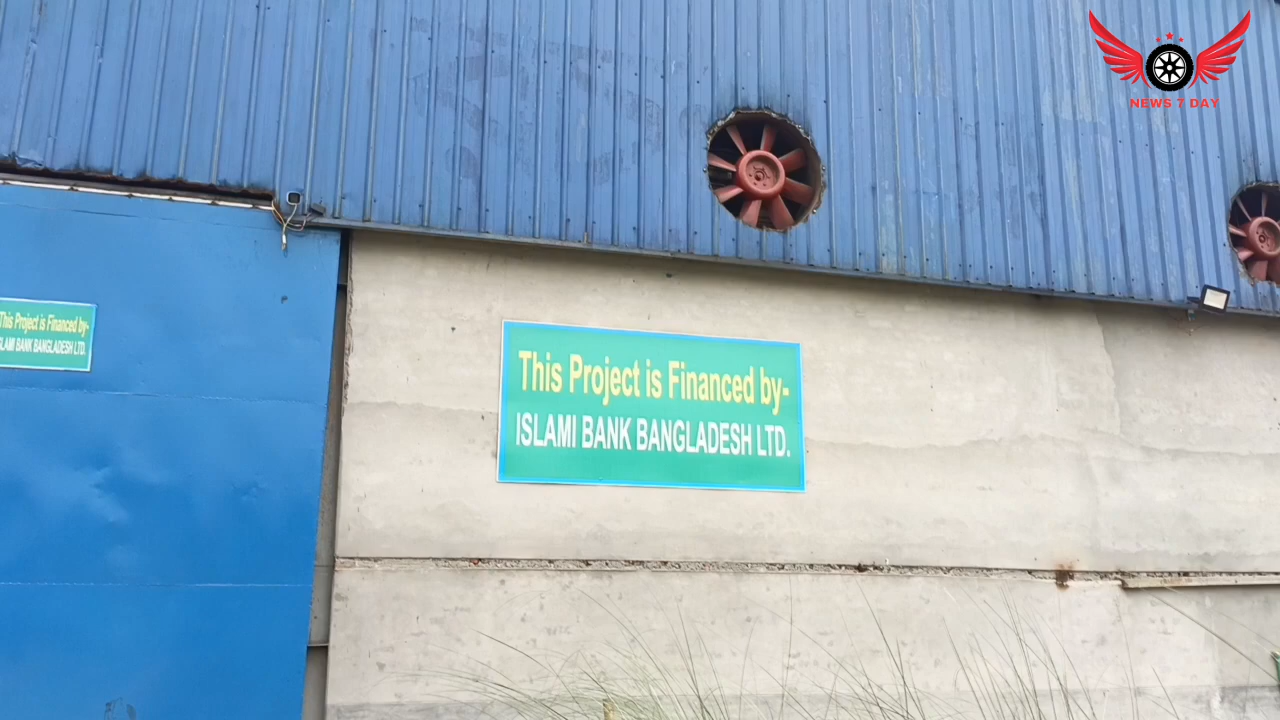 NEWS 7 DAY
This Project is Financed by-
ISLAMI BANK BANGLADESH LTD.
This Project is Financed by-
ISLAMI BANK BANGLADESH LTD.